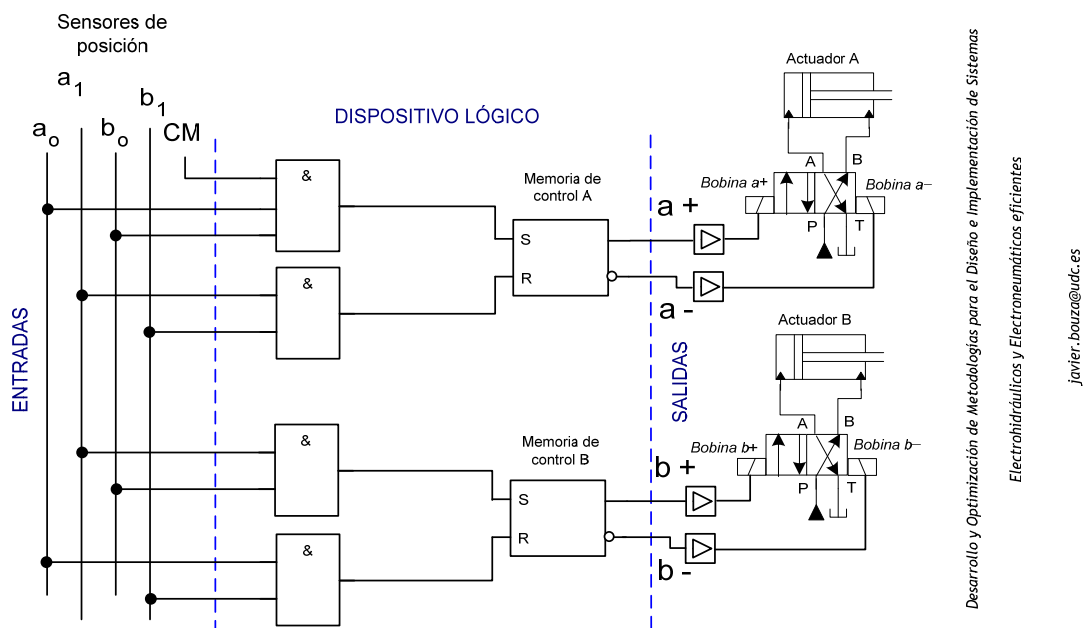 Sensores de
posición
a1
b1
ao
bo
CM
DISPOSITIVO LÓGICO
ENTRADAS
SALIDAS
&
&
Memoria de
control A
S
R
a +
a -
Actuador A
A
B
Bobina a+
Bobina a–
P
T
&
&
Memoria de
control B
S
R
b +
b -
Actuador B
A
B
Bobina b+
Bobina b–
P
T
Desarrollo y Optimización de Metodologías para el Diseño e Implementación de Sistemas
Electrohidráulicos y Electroneumáticos eficientes
javier.bouza@udc.es